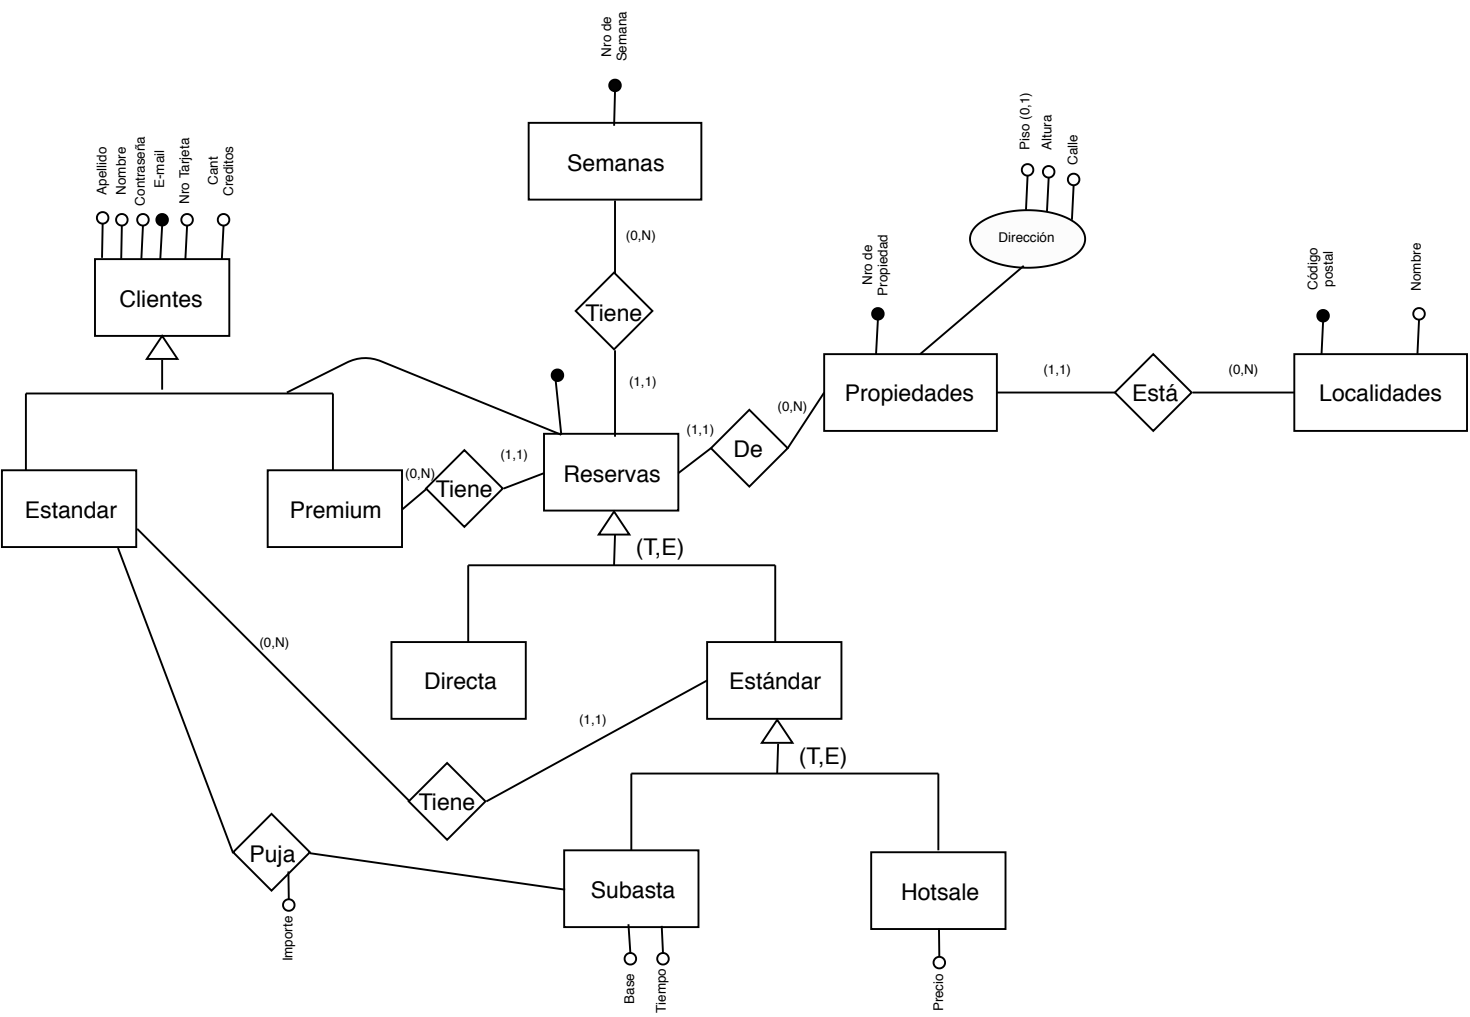 Nro de
Semana
Semanas
(0,N)
Tiene
(1,1)
Apellido
Nombre
Contraseña
E-mail
Nro Tarjeta
Cant
Creditos
Clientes
Piso (0,1)
Altura
Calle
Dirección
Nro de
Propiedad
Propiedades
(1,1)
Está
(0,N)
Código
postal
Nombre
Localidades
Estandar
Premium
(0,N)
Tiene
(1,1)
Reservas
(1,1)
De
(0,N)
(T,E)
Directa
Estándar
(0,N)
Tiene
(1,1)
(T,E)
Puja
Importe
Subasta
Base
Tiempo
Hotsale
Precio